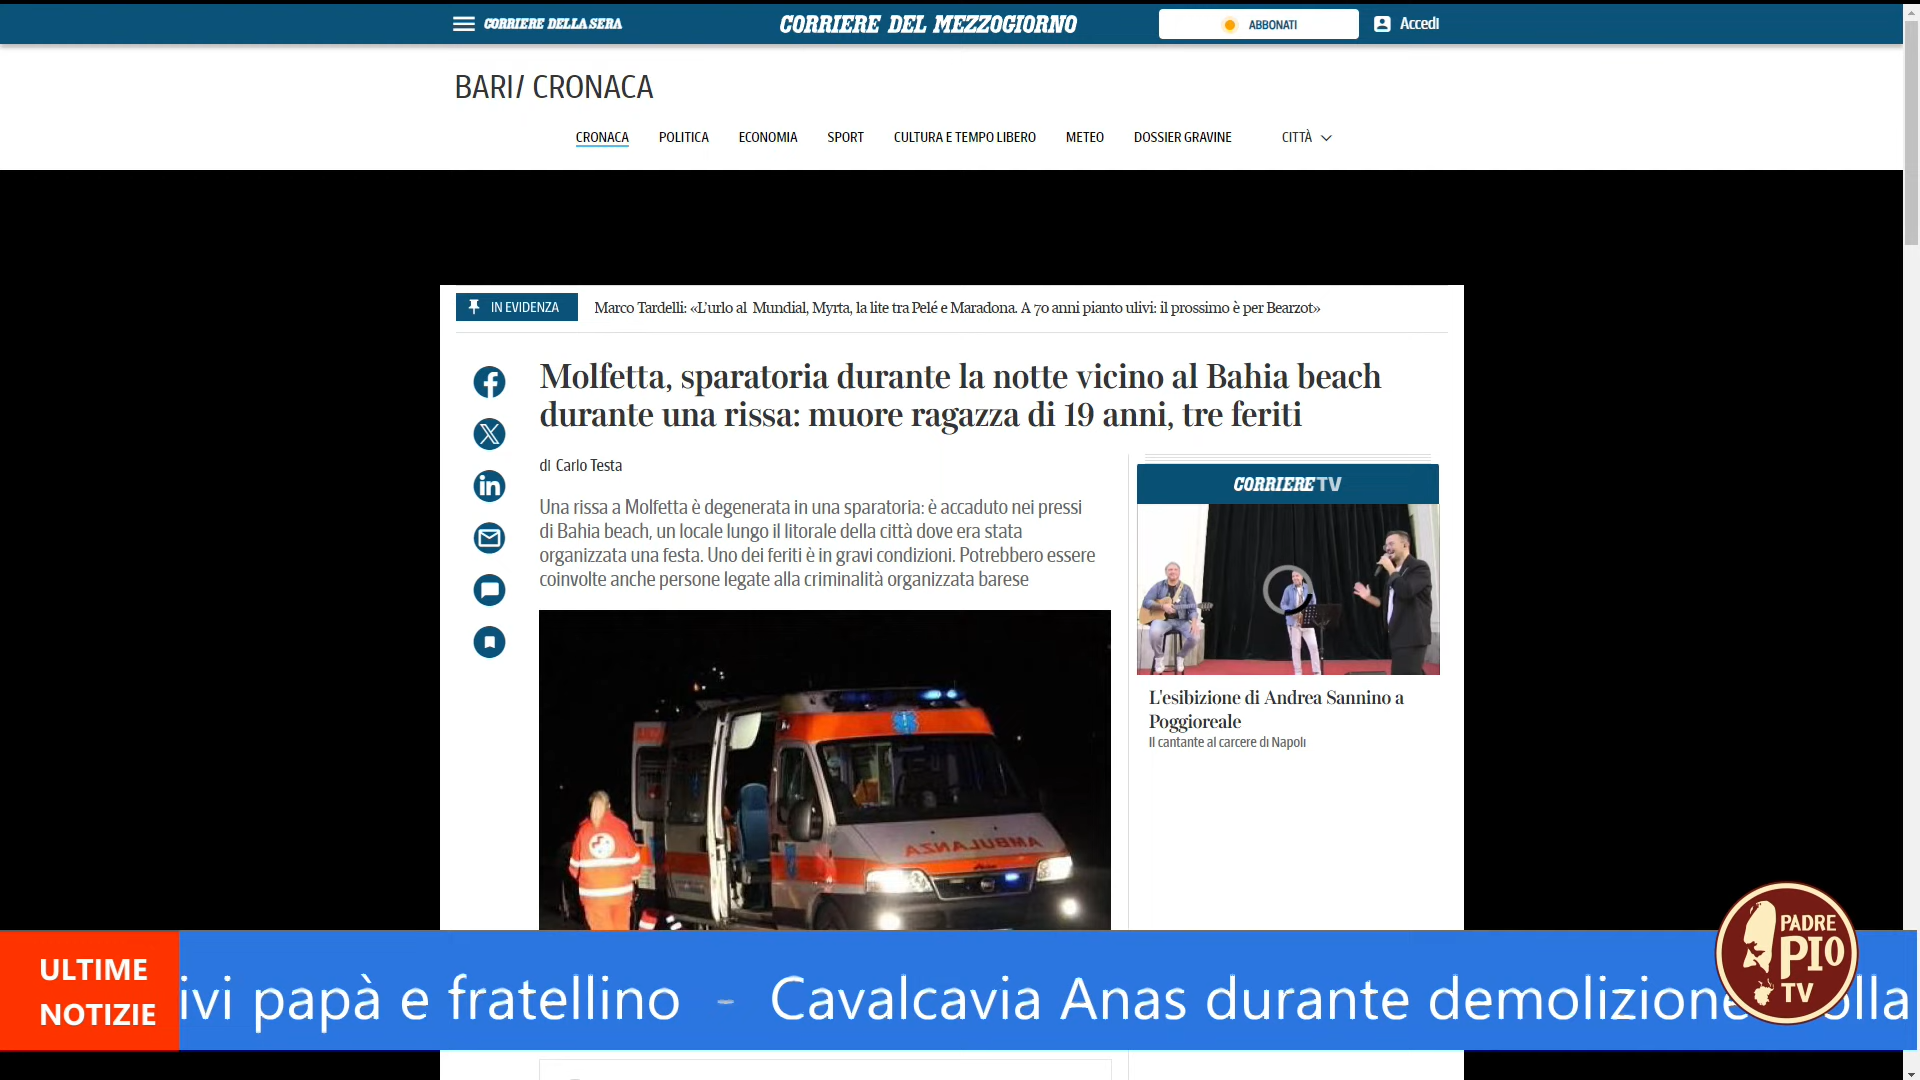 CORRIERE DELLA SERA
CORRIERE DEL MEZZOGIORNO
ABBONATI
Accedi
BARI/ CRONACA
CRONACA
POLITICA
ECONOMIA
SPORT
CULTURA E TEMPO LIBERO
METEO
DOSSIER GRAVINE
CITTÀ
IN EVIDENZA
Marco Tardelli: «L'urlo al Mundial, Myrta, la lite tra Pelé e Maradona. A 70 anni pianto ulivi: il prossimo è per Bearzot»
Molfetta, sparatoria durante la notte vicino al Bahia beach
durante una rissa: muore ragazza di 19 anni, tre feriti
di Carlo Testa
Una rissa a Molfetta è degenerata in una sparatoria: è accaduto nei pressi
di Bahia beach, un locale lungo il litorale della città dove era stata
organizzata una festa. Uno dei feriti è in gravi condizioni. Potrebbero essere
coinvolte anche persone legate alla criminalità organizzata barese
CORRIERE TV
L'esibizione di Andrea Sannino a
Poggioreale
Il cantante al carcere di Napoli
AMBULANZA
ULTIME
NOTIZIE
ivi papà e fratellino - Cavalcavia Anas durante demolizione
PADRE
PIO
TV